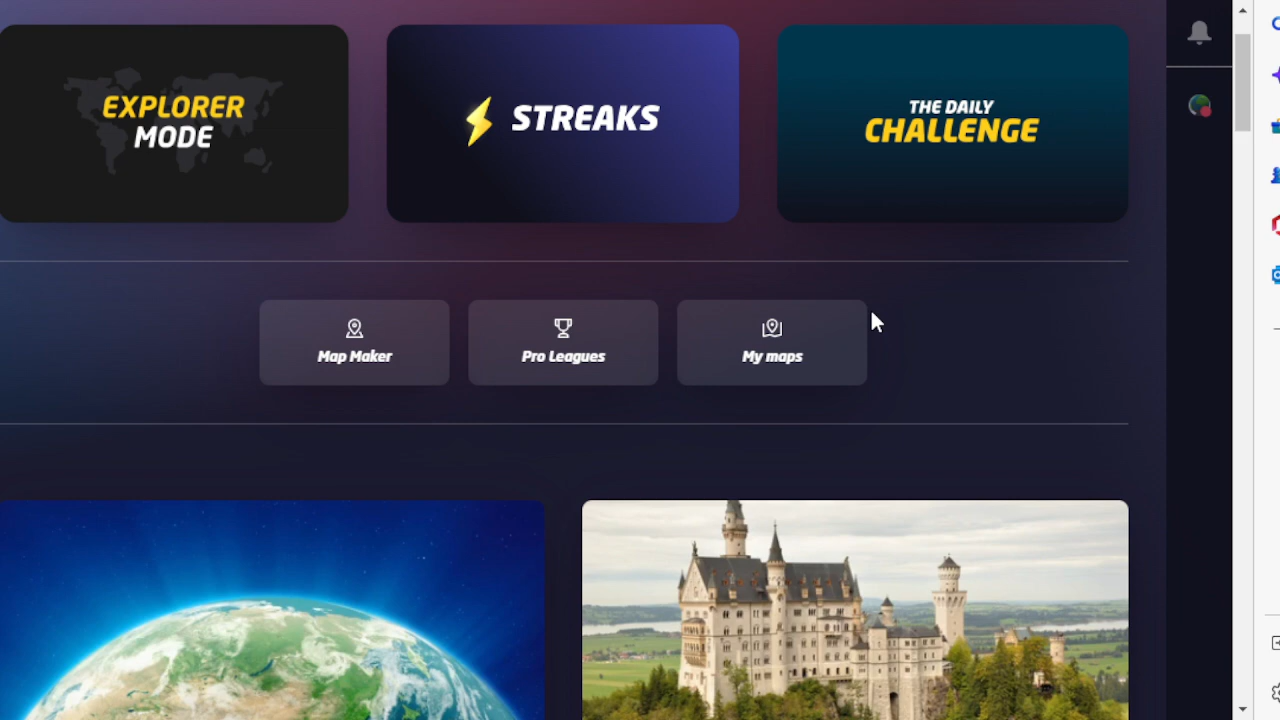 EXPLORER
MODE
STREAKS
THE DAILY
CHALLENGE
Map Maker
Pro Leagues
My maps